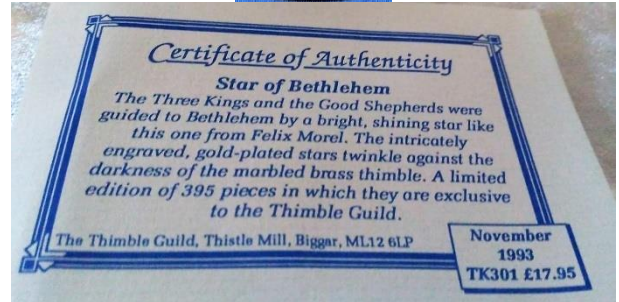 Certificate of Authenticity
Star of Bethlehem
The Three Kings and the Good Shepherds were
guided to Bethlehem by a bright, shining star like
this one from Felix Morel. The intricately
engraved, gold-plated stars twinkle against the
darkness of the marbled brass thimble. A limited
edition of 395 pieces in which they are exclusive
to the Thimble Guild.
The Thimble Guild, Thistle Mill, Biggar, ML12 6LP
November
1993
TK301 £17.95